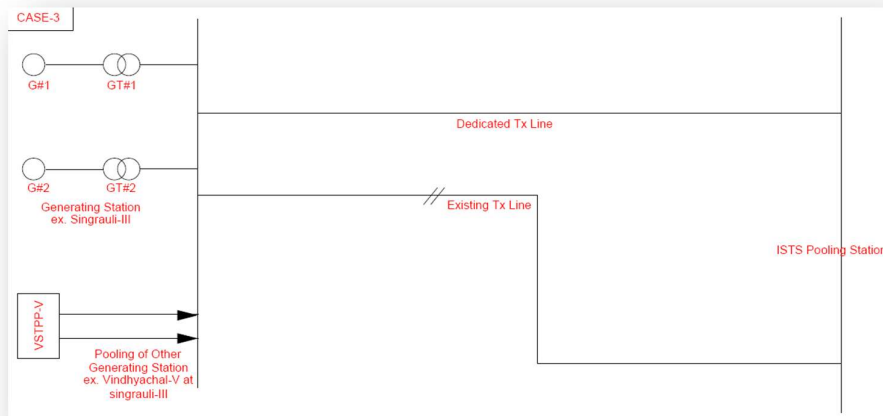 CASE-3
G#1
GT#1
Dedicated Tx Line
G#2
GT#2
Generating Station
ex. Singrauli-III
Existing Tx Line
ISTS Pooling Station
VSTPP-V
Pooling of Other
Generating Station
ex. Vindhyachal-V at
singrauli-III